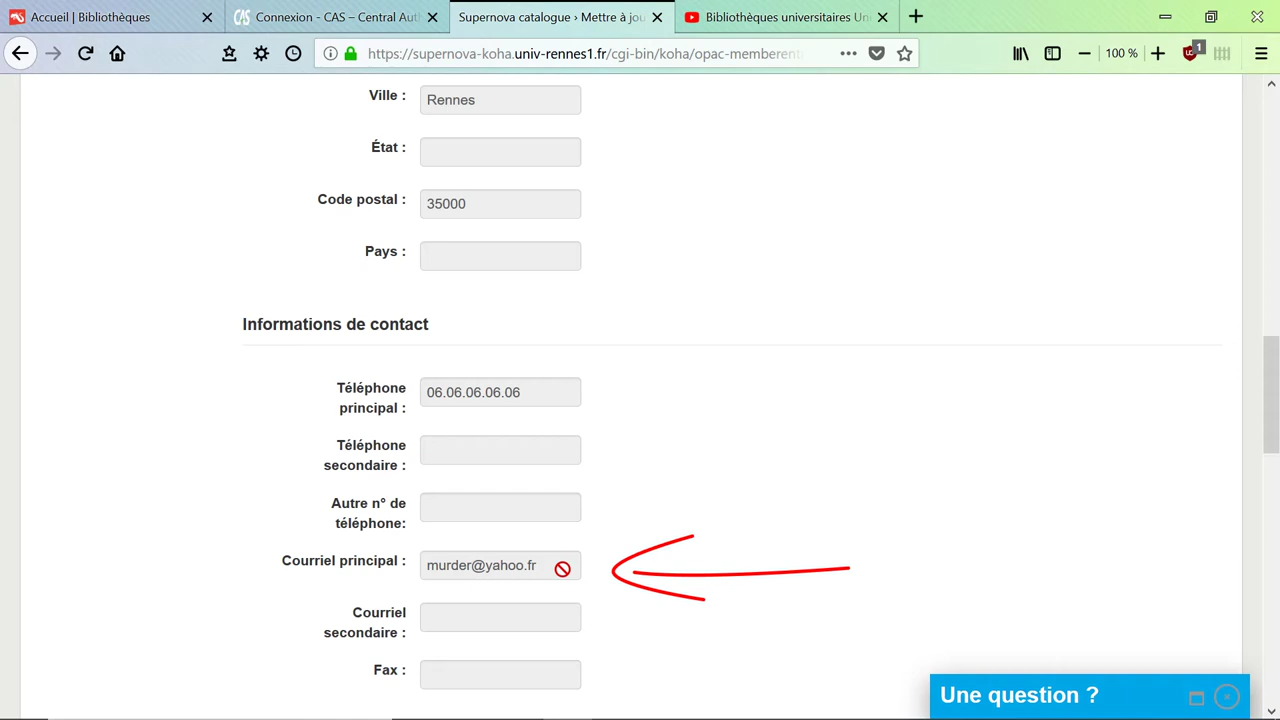 Accueil | Bibliothèques
CAS Connexion - CAS – Central Aut
Supernova catalogue › Mettre à jou
Bibliothèques universitaires Un
https://supernova-koha.univ-rennes1.fr/cgi-bin/koha/opac-memberent
100 %
1
Ville :
Rennes
État :
Code postal :
35000
Pays :
Informations de contact
Téléphone
principal :
06.06.06.06.06
Téléphone
secondaire :
Autre n° de
téléphone:
Courriel principal :
murder@yahoo.fr
Courriel
secondaire :
Fax :
Une question ?